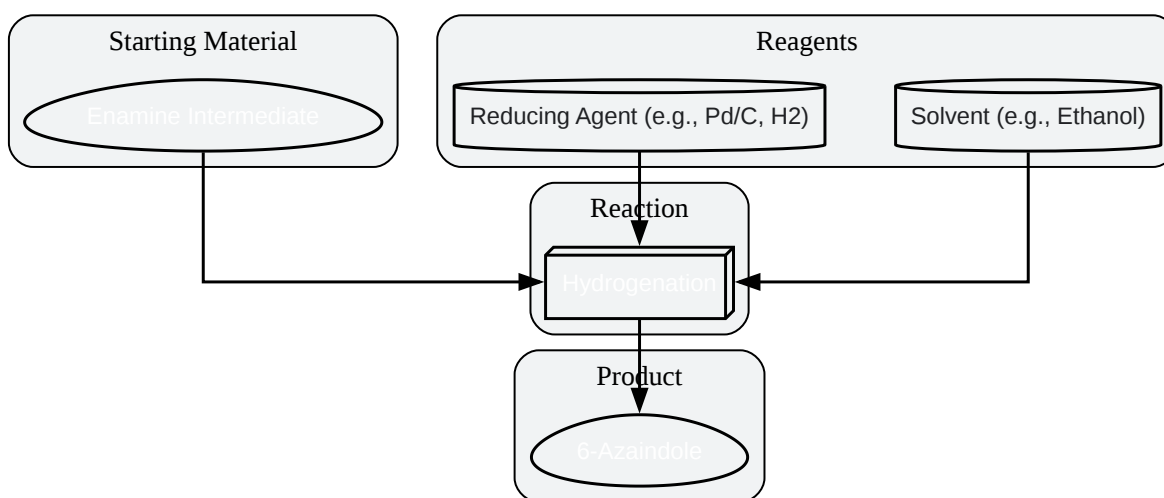 Starting Material
Reagents
Enamine Intermediate
Reducing Agent (e.g., Pd/C, H2)
Solvent (e.g., Ethanol)
Reaction
Hydrogenation
Product
6-Azaindole